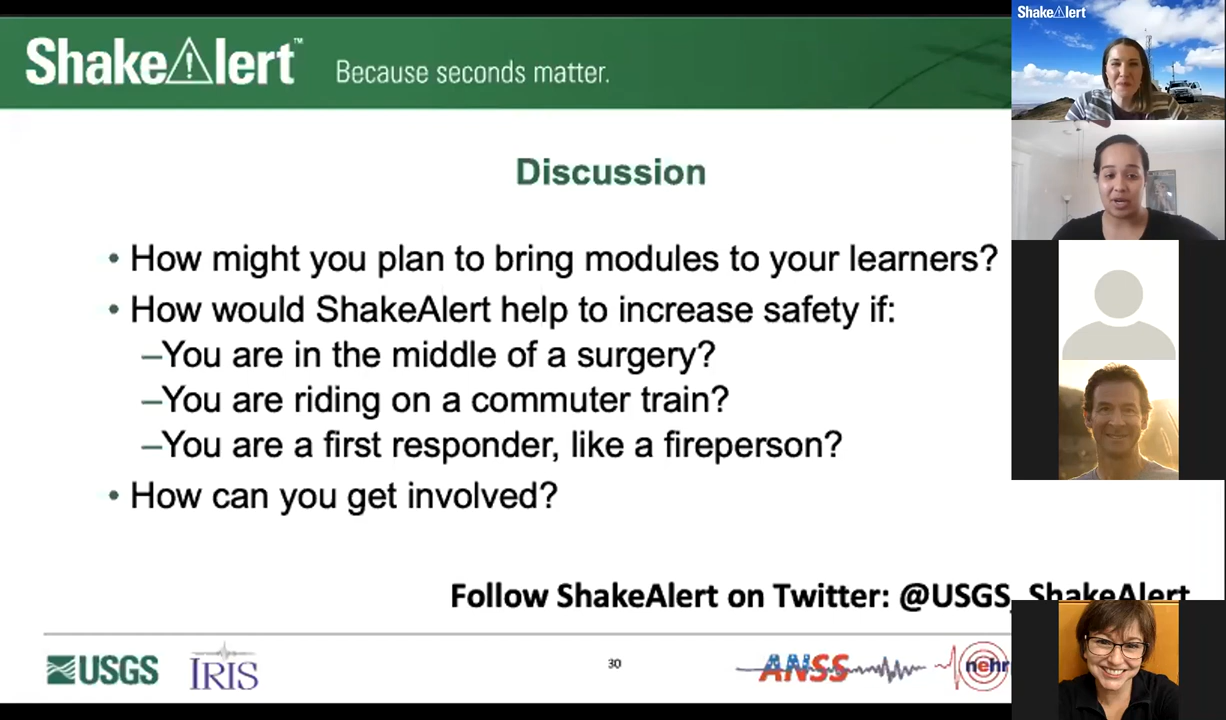 ShakeAlert™ Because seconds matter.
ShakeAlert
Discussion
• How might you plan to bring modules to your learners?
• How would ShakeAlert help to increase safety if:
–You are in the middle of a surgery?
–You are riding on a commuter train?
–You are a first responder, like a fireperson?
• How can you get involved?
Follow ShakeAlert on Twitter: @USGS_ShakeAlert
USGS IRIS 30 ANSS nehr